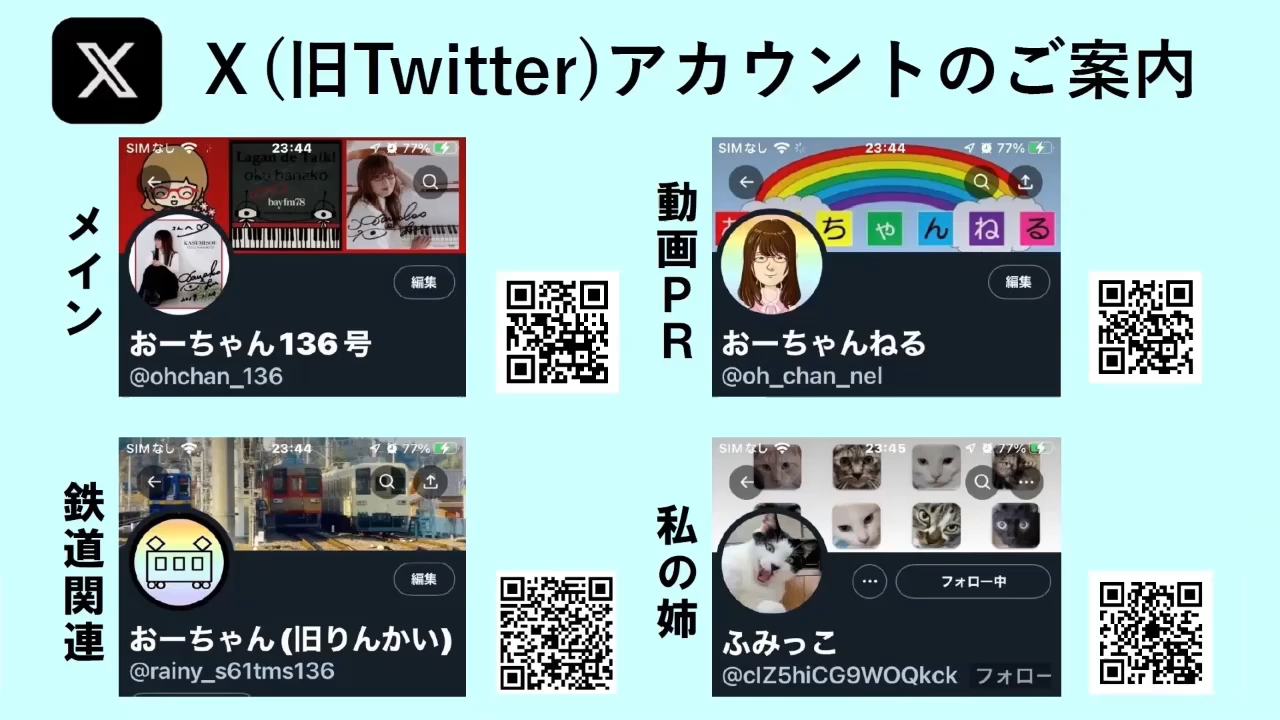 X
X(旧Twitter)アカウントのご案内
メイン
SIMなし 23:44 77%
Lagan de Talk!
oku hanako
bayfm78
編集
おーちゃん136号
@ohchan_136
動画PR
SIMなし 23:44 77%
ちゃんねる
編集
おーちゃんねる
@oh_chan_nel
鉄道関連
SIMなし 23:44 77%
編集
おーちゃん(旧りんかい)
@rainy_s61tms136
私の姉
SIMなし 23:45 77%
フォロー中
ふみっこ
@clZ5hiCG9WOQkck フォロー